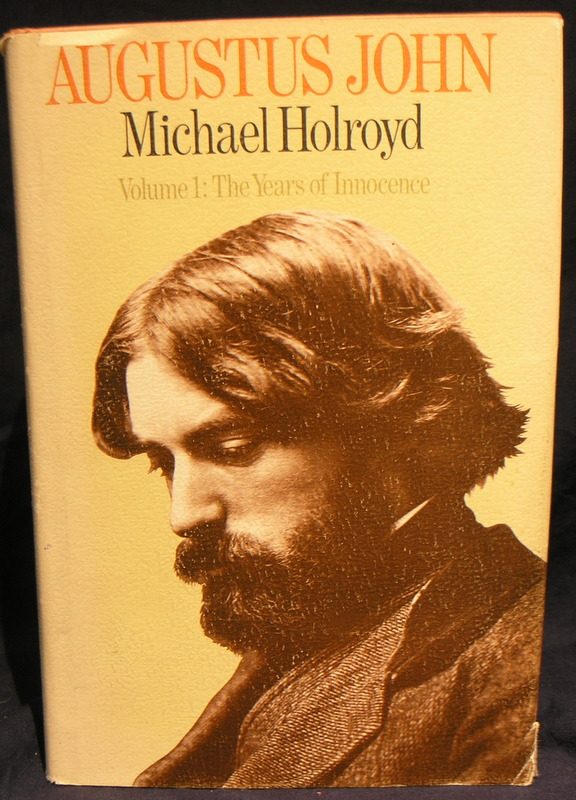 AUGUSTUS JOHN
Michael Holroyd
Volume 1: The Years of Innocence